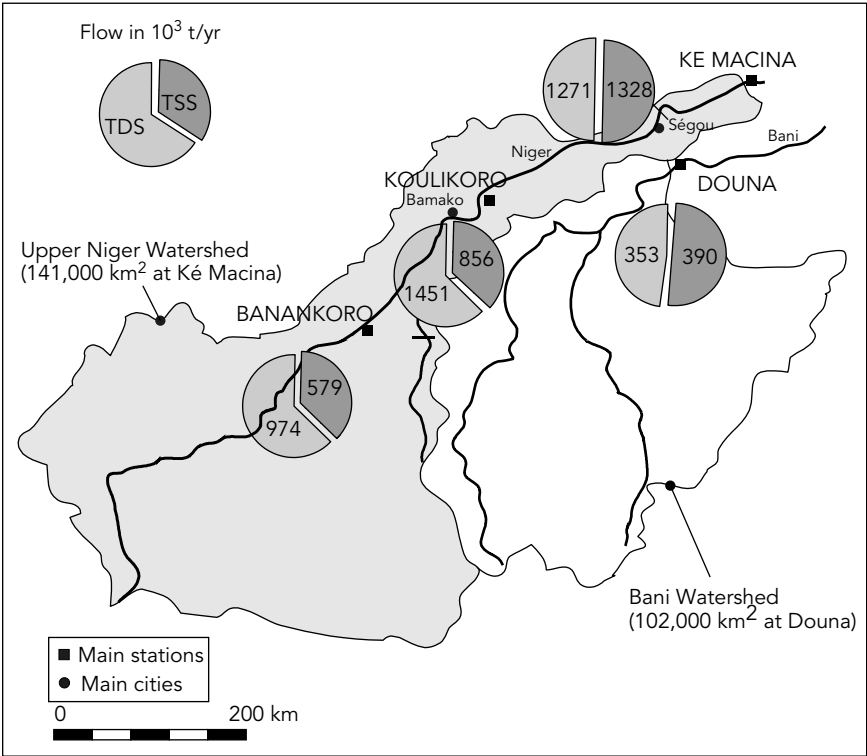 Flow in 10³ t/yr
TDS
TSS
1271
1328
KE MACINA
Ségou
Niger
Bani
KOULIKORO
Bamako
DOUNA
Upper Niger Watershed
(141,000 km² at Ké Macina)
856
1451
353
390
BANANKORO
579
974
Bani Watershed
(102,000 km² at Douna)
Main stations
Main cities
0 200 km